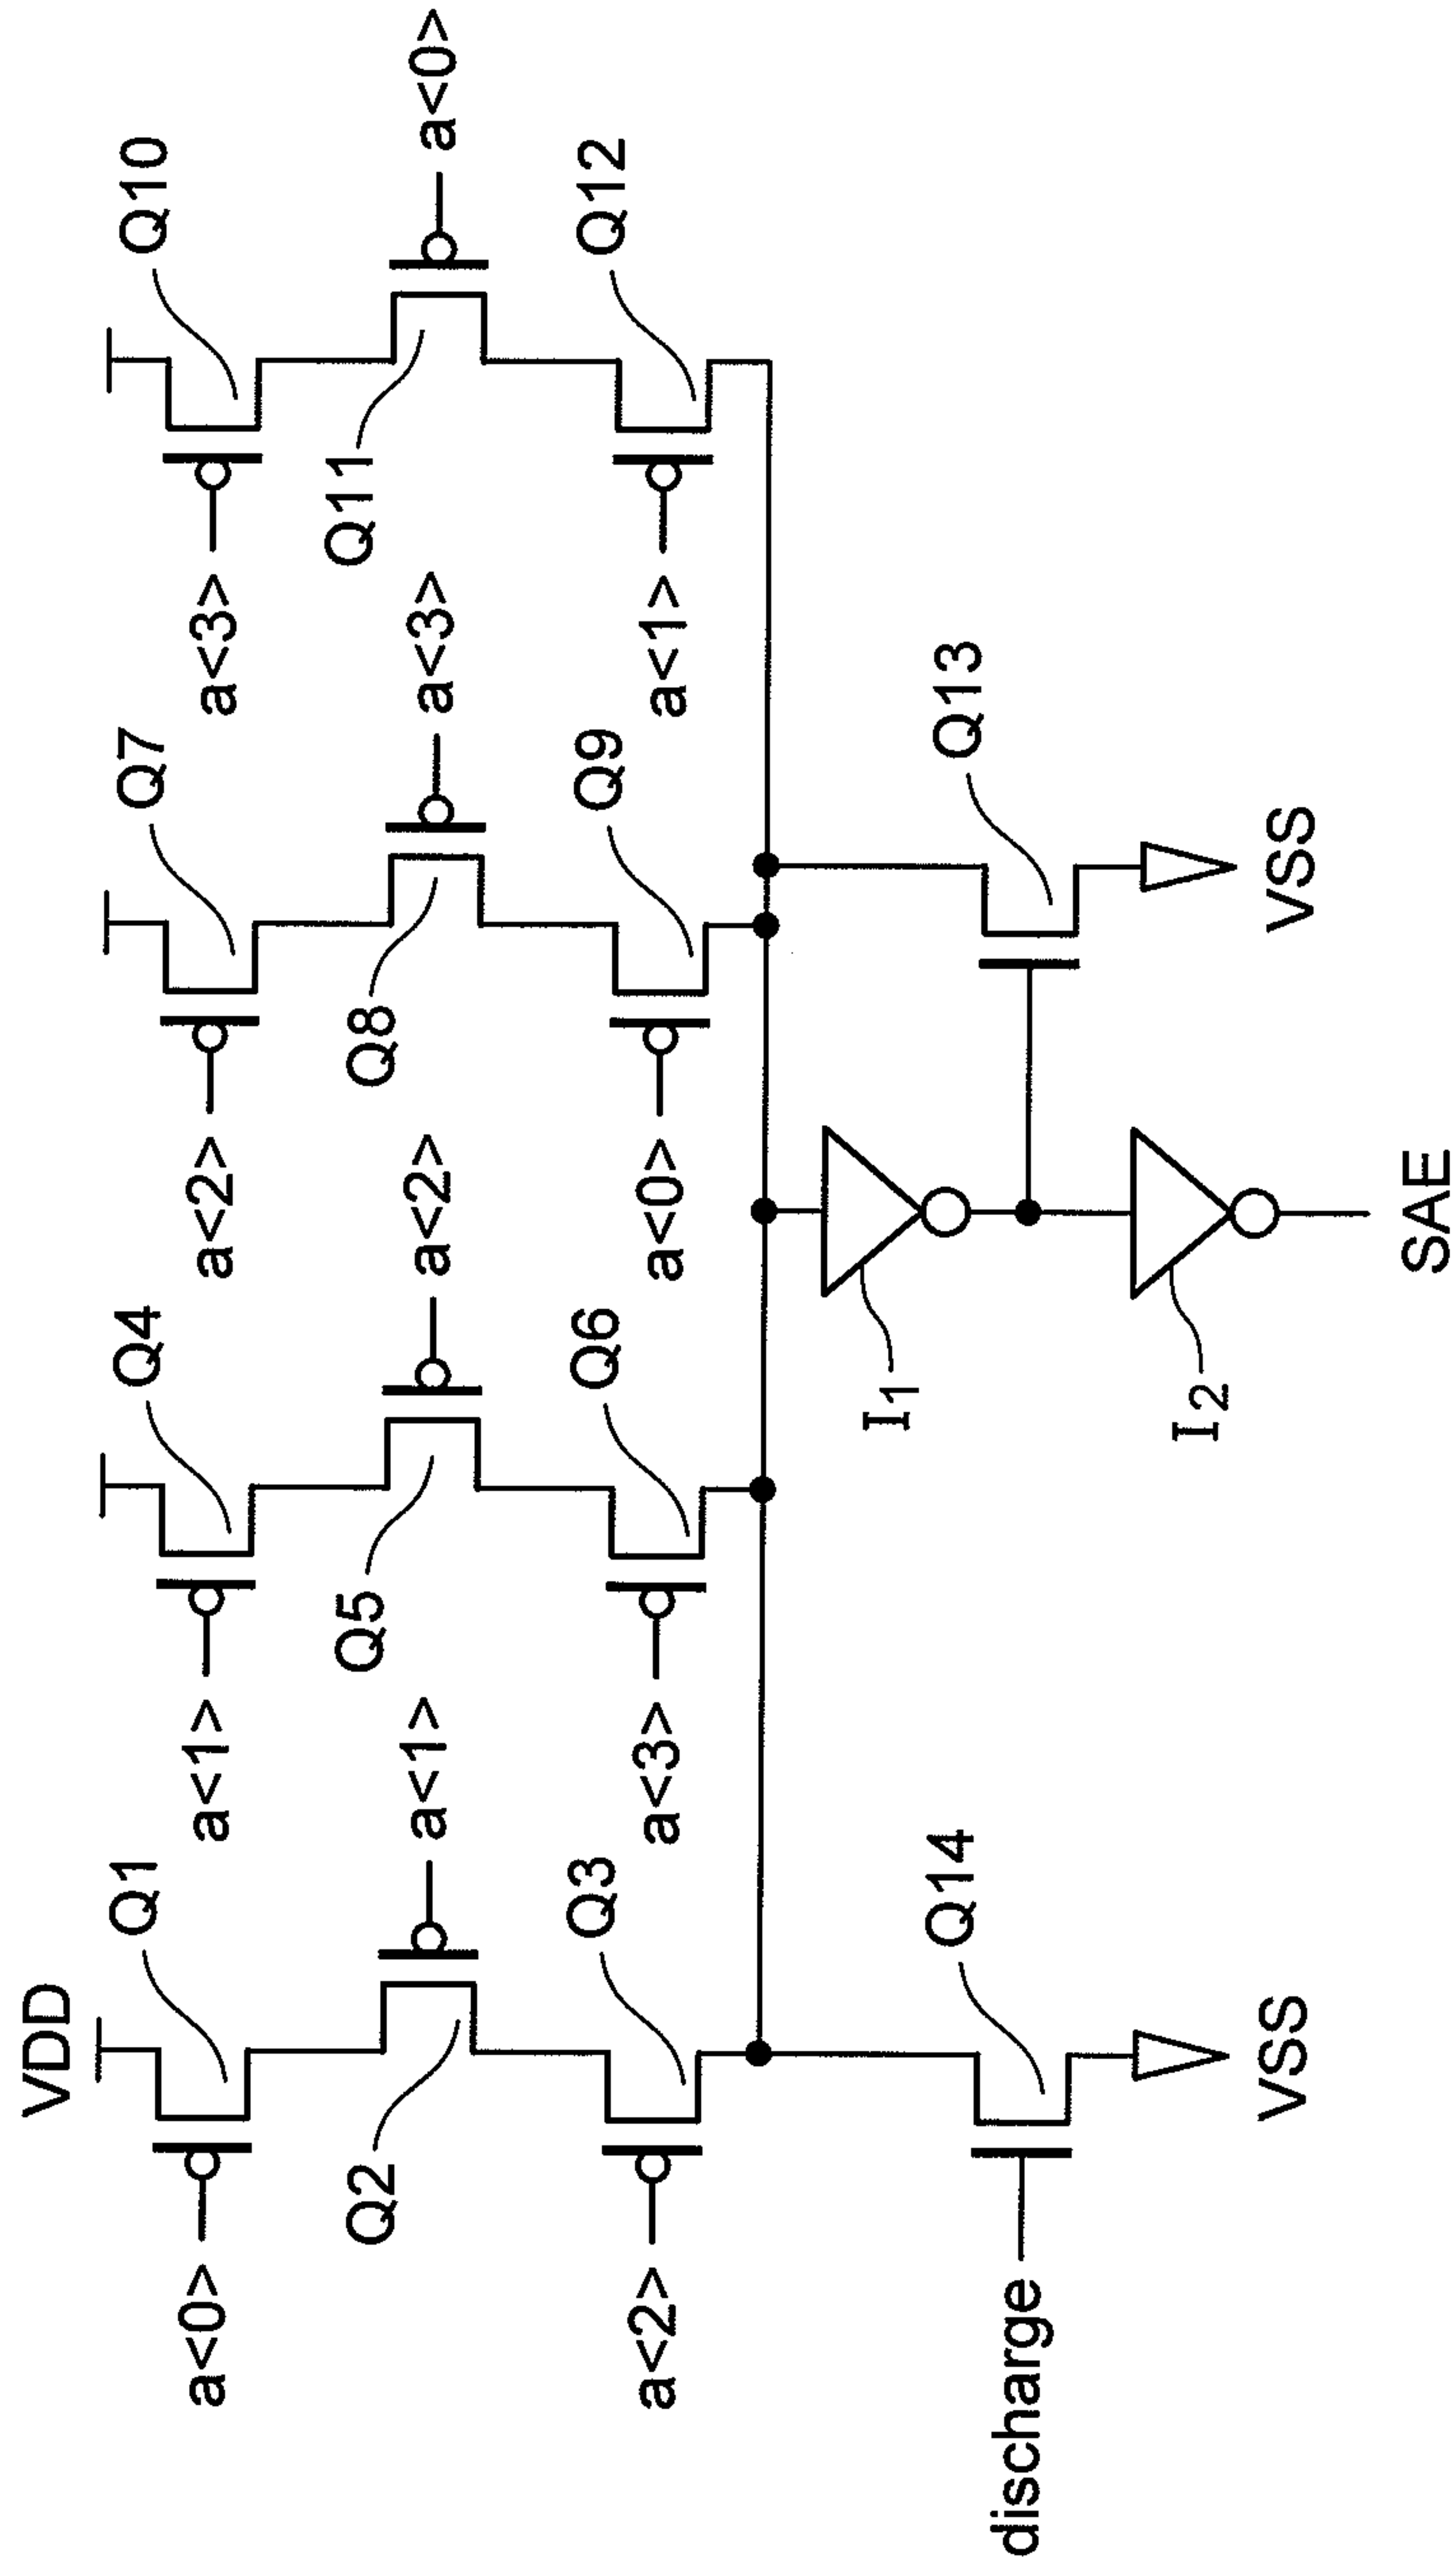 VDD
Q1
Q4
Q7
Q10
a<0>
a<1>
a<2>
a<3>
Q2
a<1>
Q5
a<2>
Q8
a<3>
Q11
a<0>
Q3
Q6
Q9
Q12
a<2>
a<3>
a<0>
a<1>
I1
Q14
Q13
discharge
I2
VSS
VSS
SAE